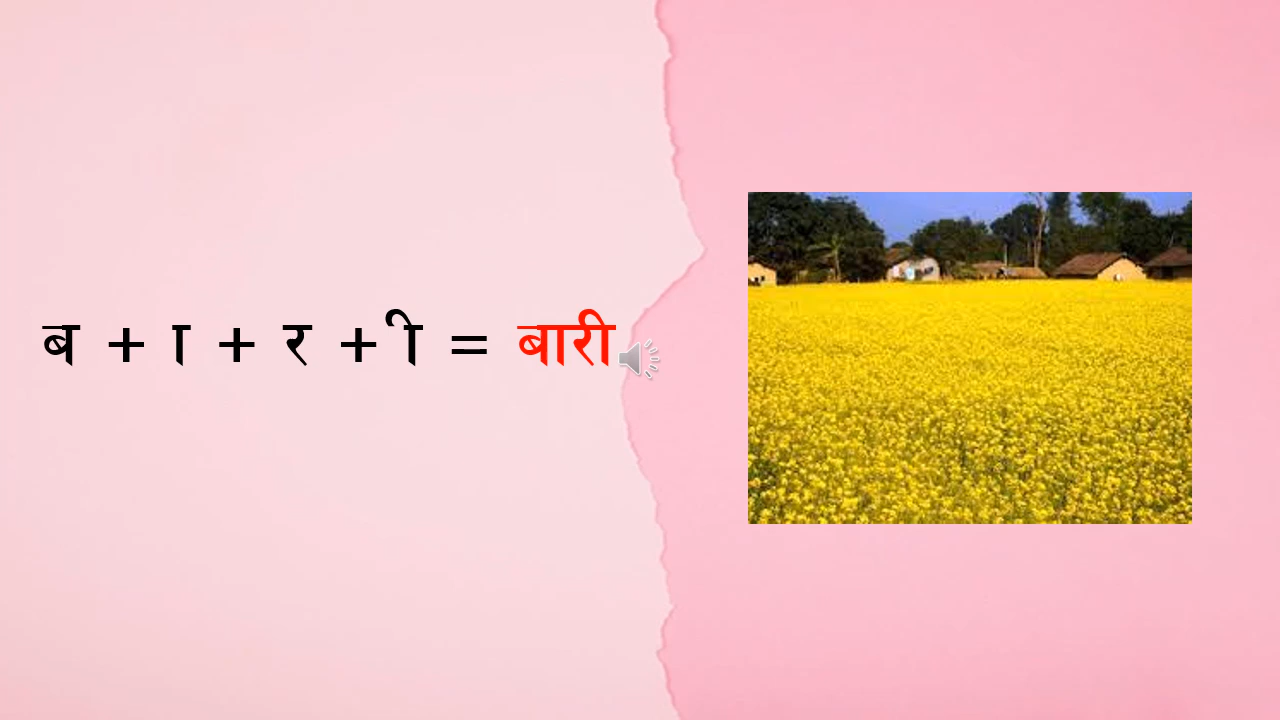 ब + ा + र + ी = बारी